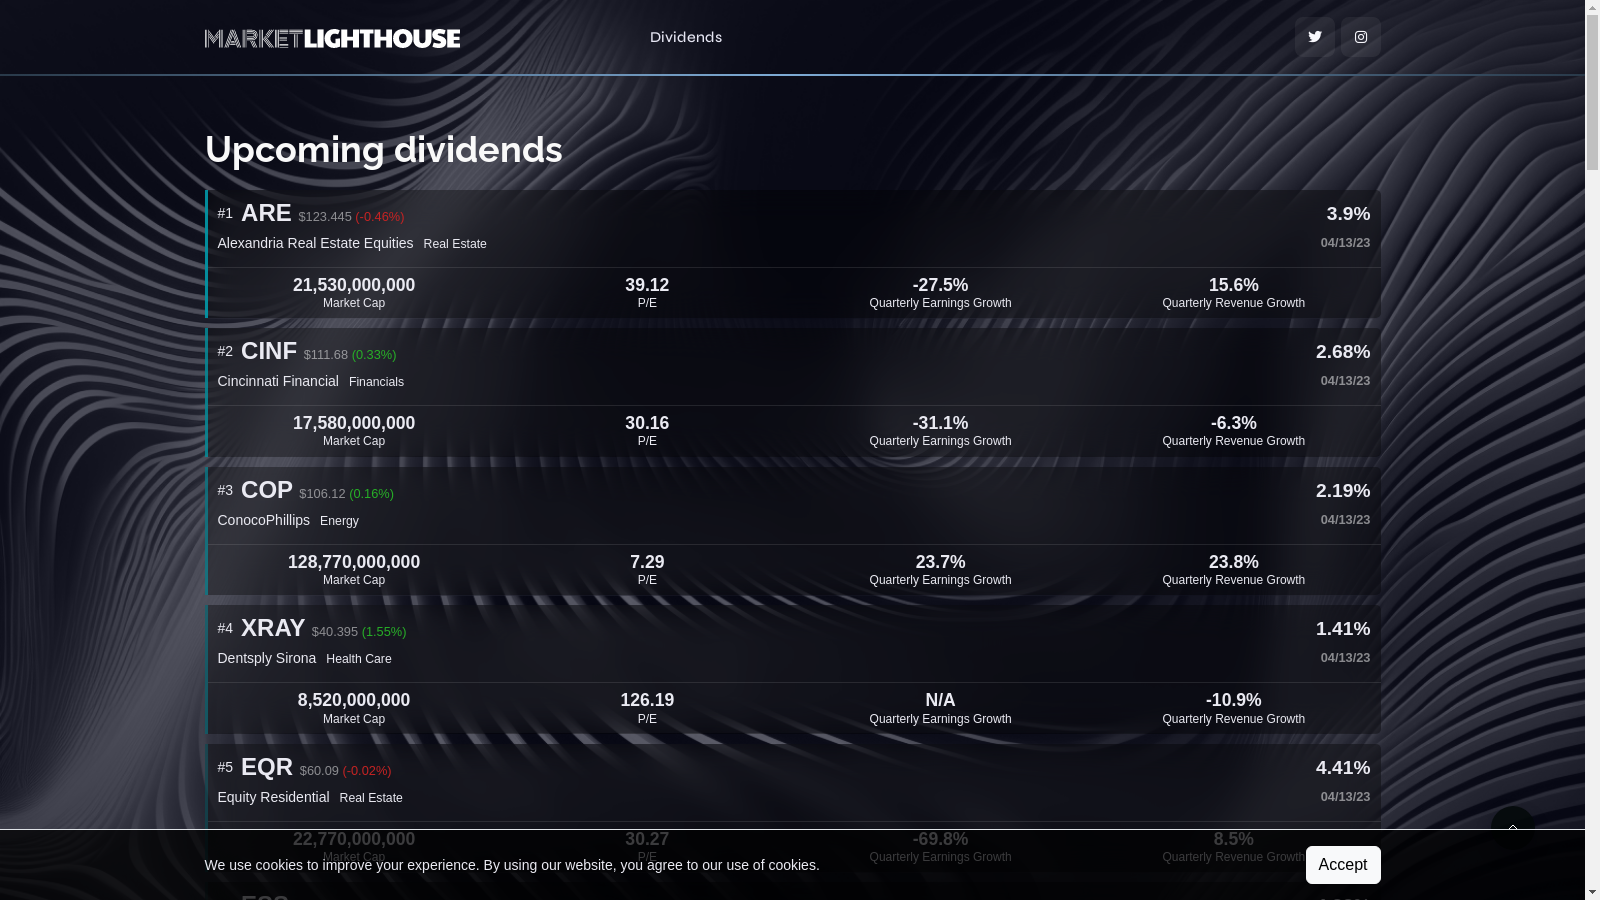 MARKETLIGHTHOUSE
Dividends
Upcoming dividends
#1 ARE $123.445 (-0.46%) 3.9%
Alexandria Real Estate Equities Real Estate 04/13/23
21,530,000,000 39.12 -27.5% 15.6%
Market Cap P/E Quarterly Earnings Growth Quarterly Revenue Growth
#2 CINF $111.68 (0.33%) 2.68%
Cincinnati Financial Financials 04/13/23
17,580,000,000 30.16 -31.1% -6.3%
Market Cap P/E Quarterly Earnings Growth Quarterly Revenue Growth
#3 COP $106.12 (0.16%) 2.19%
ConocoPhillips Energy 04/13/23
128,770,000,000 7.29 23.7% 23.8%
Market Cap P/E Quarterly Earnings Growth Quarterly Revenue Growth
#4 XRAY $40.395 (1.55%) 1.41%
Dentsply Sirona Health Care 04/13/23
8,520,000,000 126.19 N/A -10.9%
Market Cap P/E Quarterly Earnings Growth Quarterly Revenue Growth
#5 EQR $60.09 (-0.02%) 4.41%
Equity Residential Real Estate 04/13/23
22,770,000,000 30.27 -69.8% 8.5%
Market Cap P/E Quarterly Earnings Growth Quarterly Revenue Growth
We use cookies to improve your experience. By using our website, you agree to our use of cookies. Accept